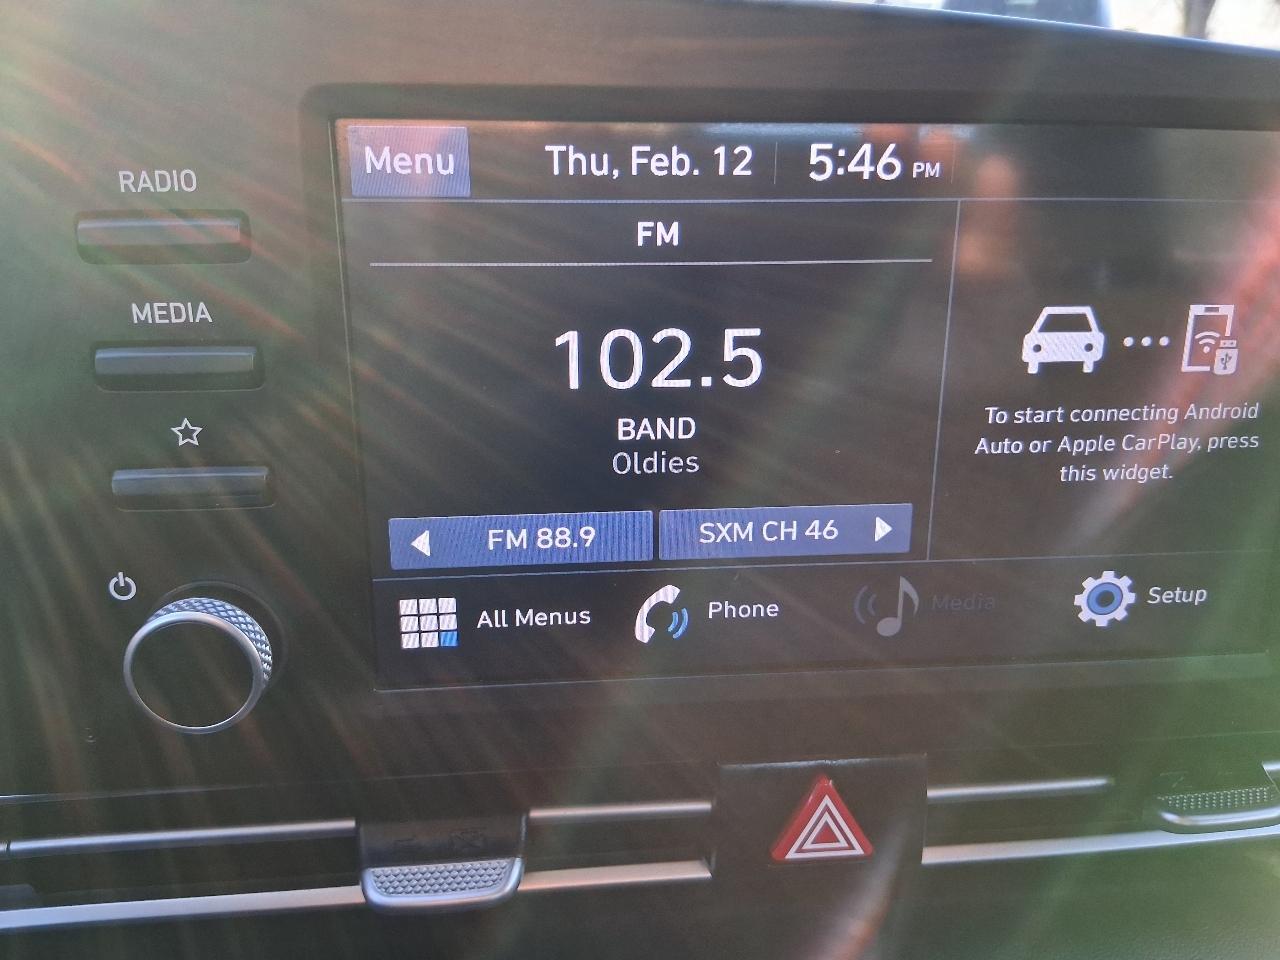 RADIO
MEDIA
Menu
Thu, Feb. 12
5:46 PM
FM
102.5
BAND
Oldies
FM 88.9
SXM CH 46
To start connecting Android
Auto or Apple CarPlay, press
this widget.
All Menus
Phone
Media
Setup